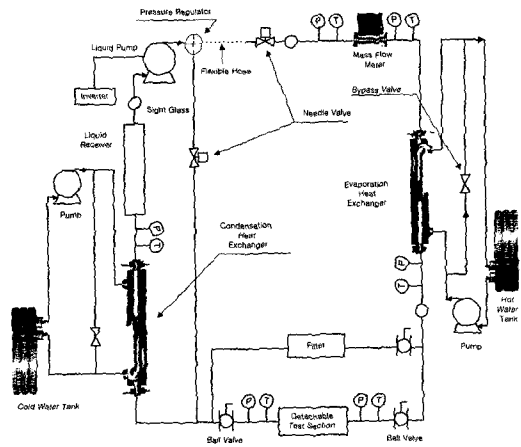 Pressure Regulator
Liquid Pump
Inverter
Flexible Hose
Sight Glass
Liquid
Receiver
Pump
P
T
Condensation
Heat
Exchanger
Needle Valve
P
T
Mass Flow
Meter
P
T
Bypass Valve
Evaporation
Heat
Exchanger
P
T
Hot
Water
Tank
Pump
Cold Water Tank
Filter
Ball Valve
P
T
Detachable
Test Section
P
T
Ball Valve